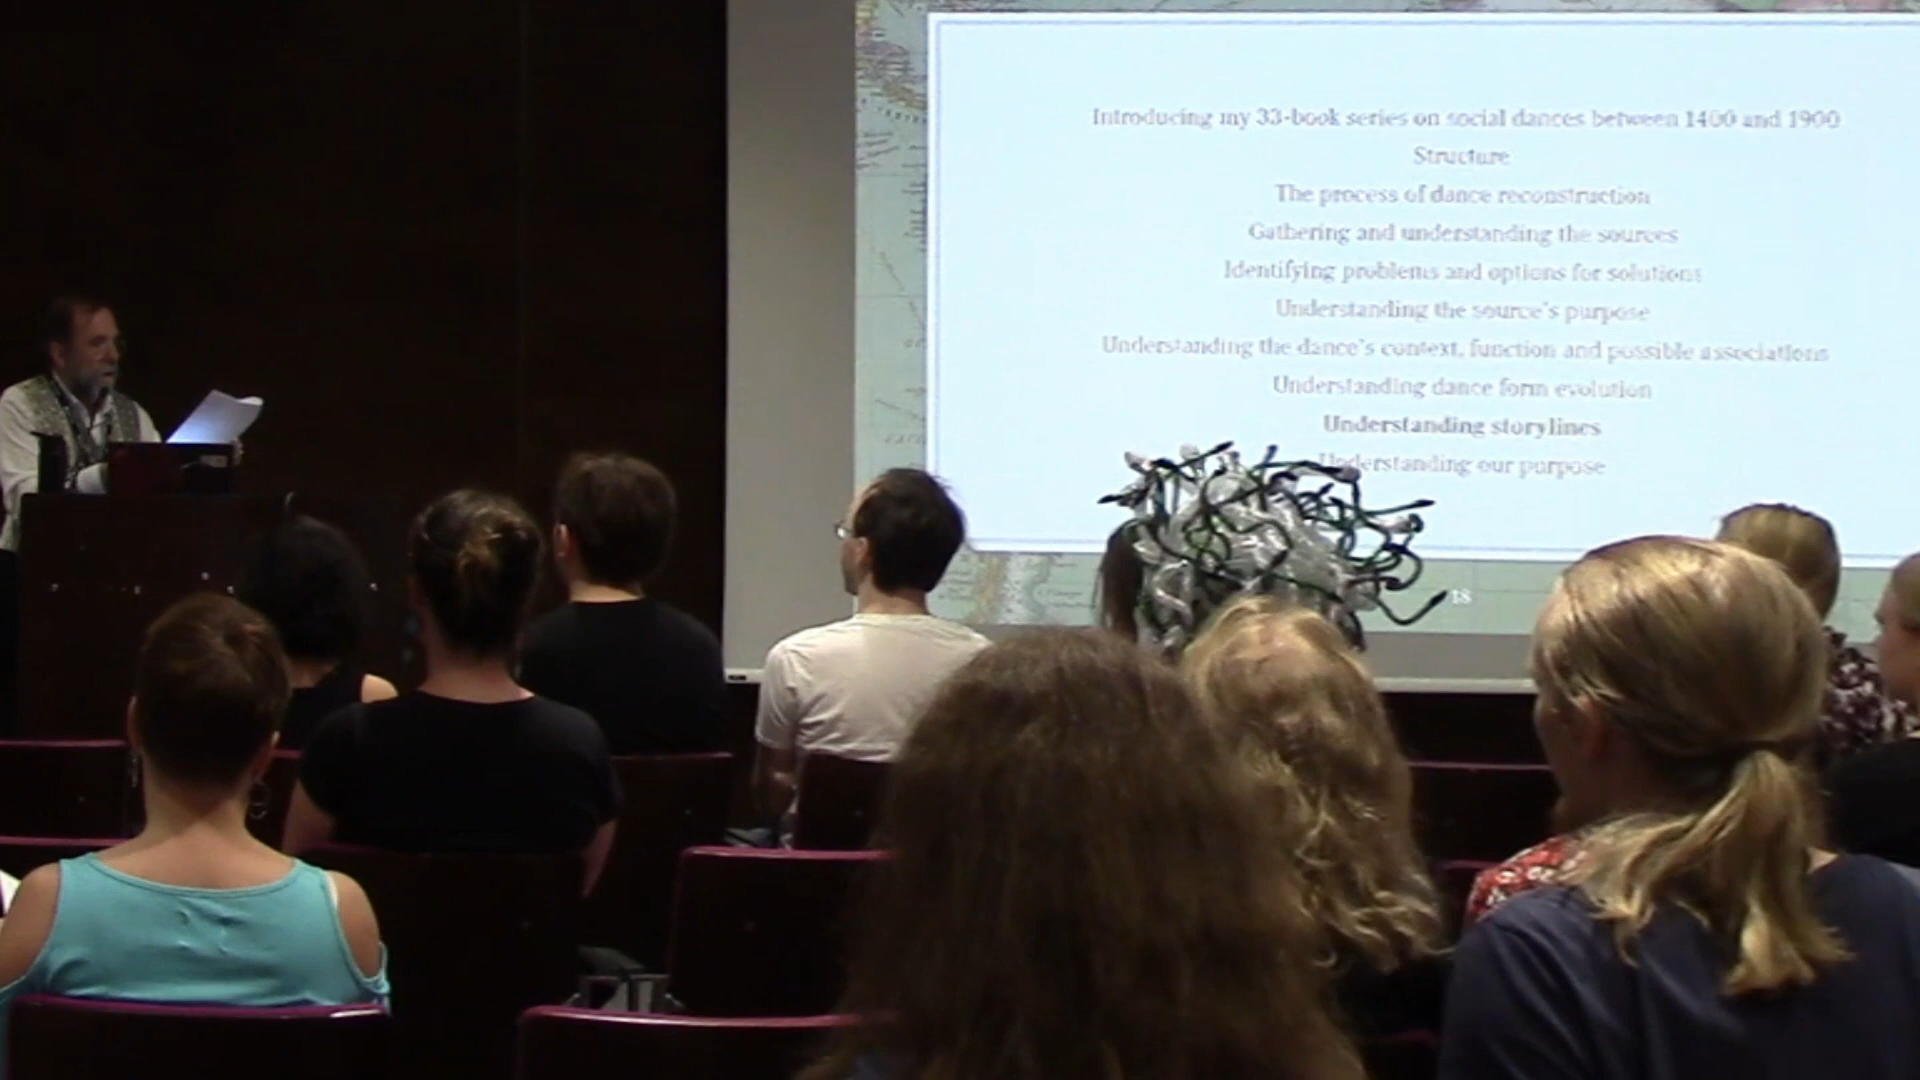 Introducing my 33-book series on social dances between 1400 and 1900
Structure
The process of dance reconstruction
Gathering and understanding the sources
Identifying problems and options for solutions
Understanding the source's purpose
Understanding the dance's context, function and possible associations
Understanding dance form evolution
Understanding storylines
Understanding our purpose
18